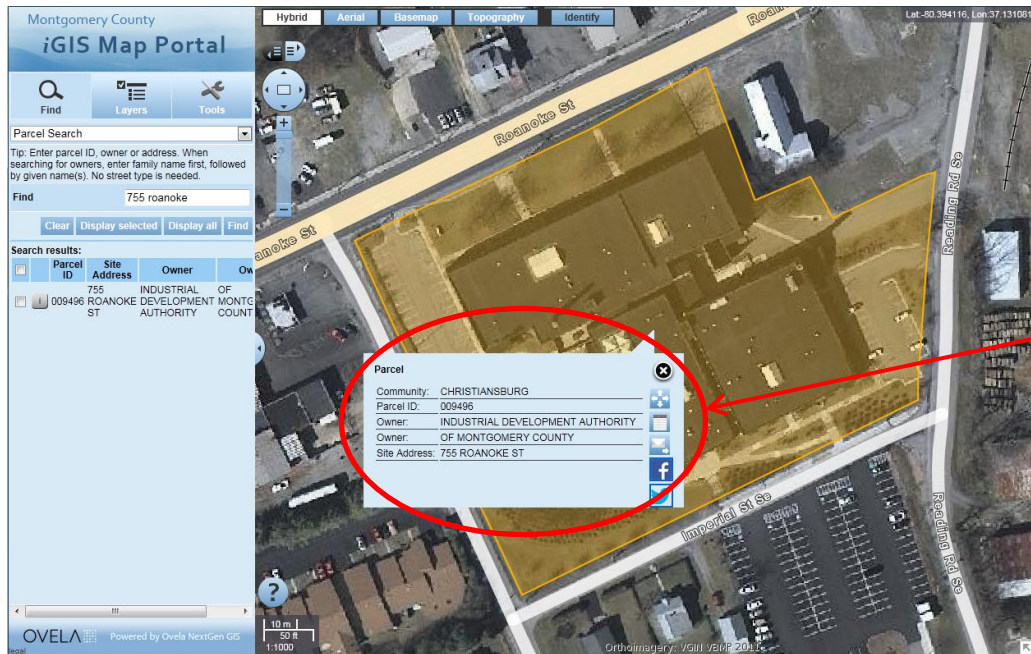 Montgomery County
iGIS Map Portal
Find
Layers
Tools
Parcel Search
Tip: Enter parcel ID, owner or address. When
searching for owners, enter family name first, followed
by given name(s). No street type is needed.
Find
755 roanoke
Clear
Display selected
Display all
Find
Search results:
Parcel ID
Site Address
Owner
Ow
009496
755 ROANOKE ST
INDUSTRIAL DEVELOPMENT AUTHORITY
OF MONTG COUNT
OVELA
Powered by Ovela NextGen GIS
legal
Hybrid
Aerial
Basemap
Topography
Identify
Lat:-80.394116, Lon:37.131081
Roanoke St
anoke St
Roan
Reading Rd Se
Parcel
Community: CHRISTIANSBURG
Parcel ID: 009496
Owner: INDUSTRIAL DEVELOPMENT AUTHORITY
Owner: OF MONTGOMERY COUNTY
Site Address: 755 ROANOKE ST
f
Imperial St Se
Reading Rd Se
?
10 m
50 ft
1:1000
Orthoimagery: VGIN VBMP 2011